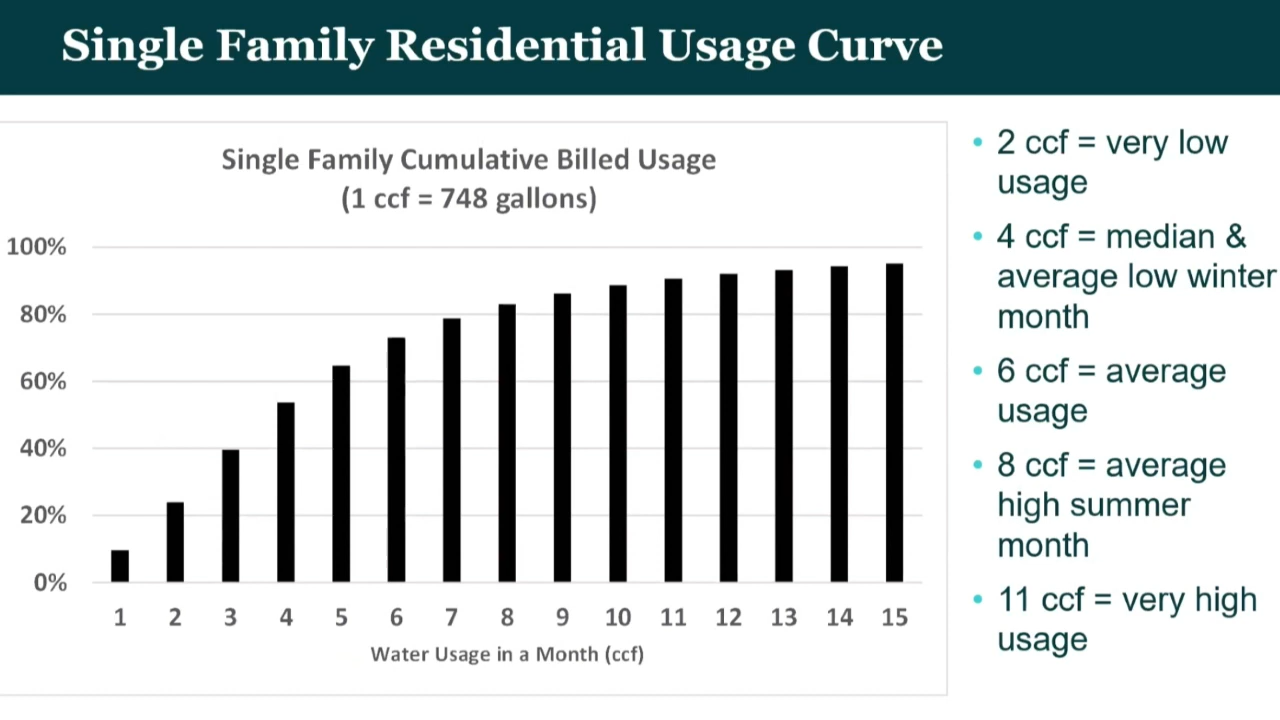 Single Family Residential Usage Curve
Single Family Cumulative Billed Usage
(1 ccf = 748 gallons)
100%
80%
60%
40%
20%
0%
1 2 3 4 5 6 7 8 9 10 11 12 13 14 15
Water Usage in a Month (ccf)
• 2 ccf = very low
usage
• 4 ccf = median &
average low winter
month
• 6 ccf = average
usage
• 8 ccf = average
high summer
month
• 11 ccf = very high
usage